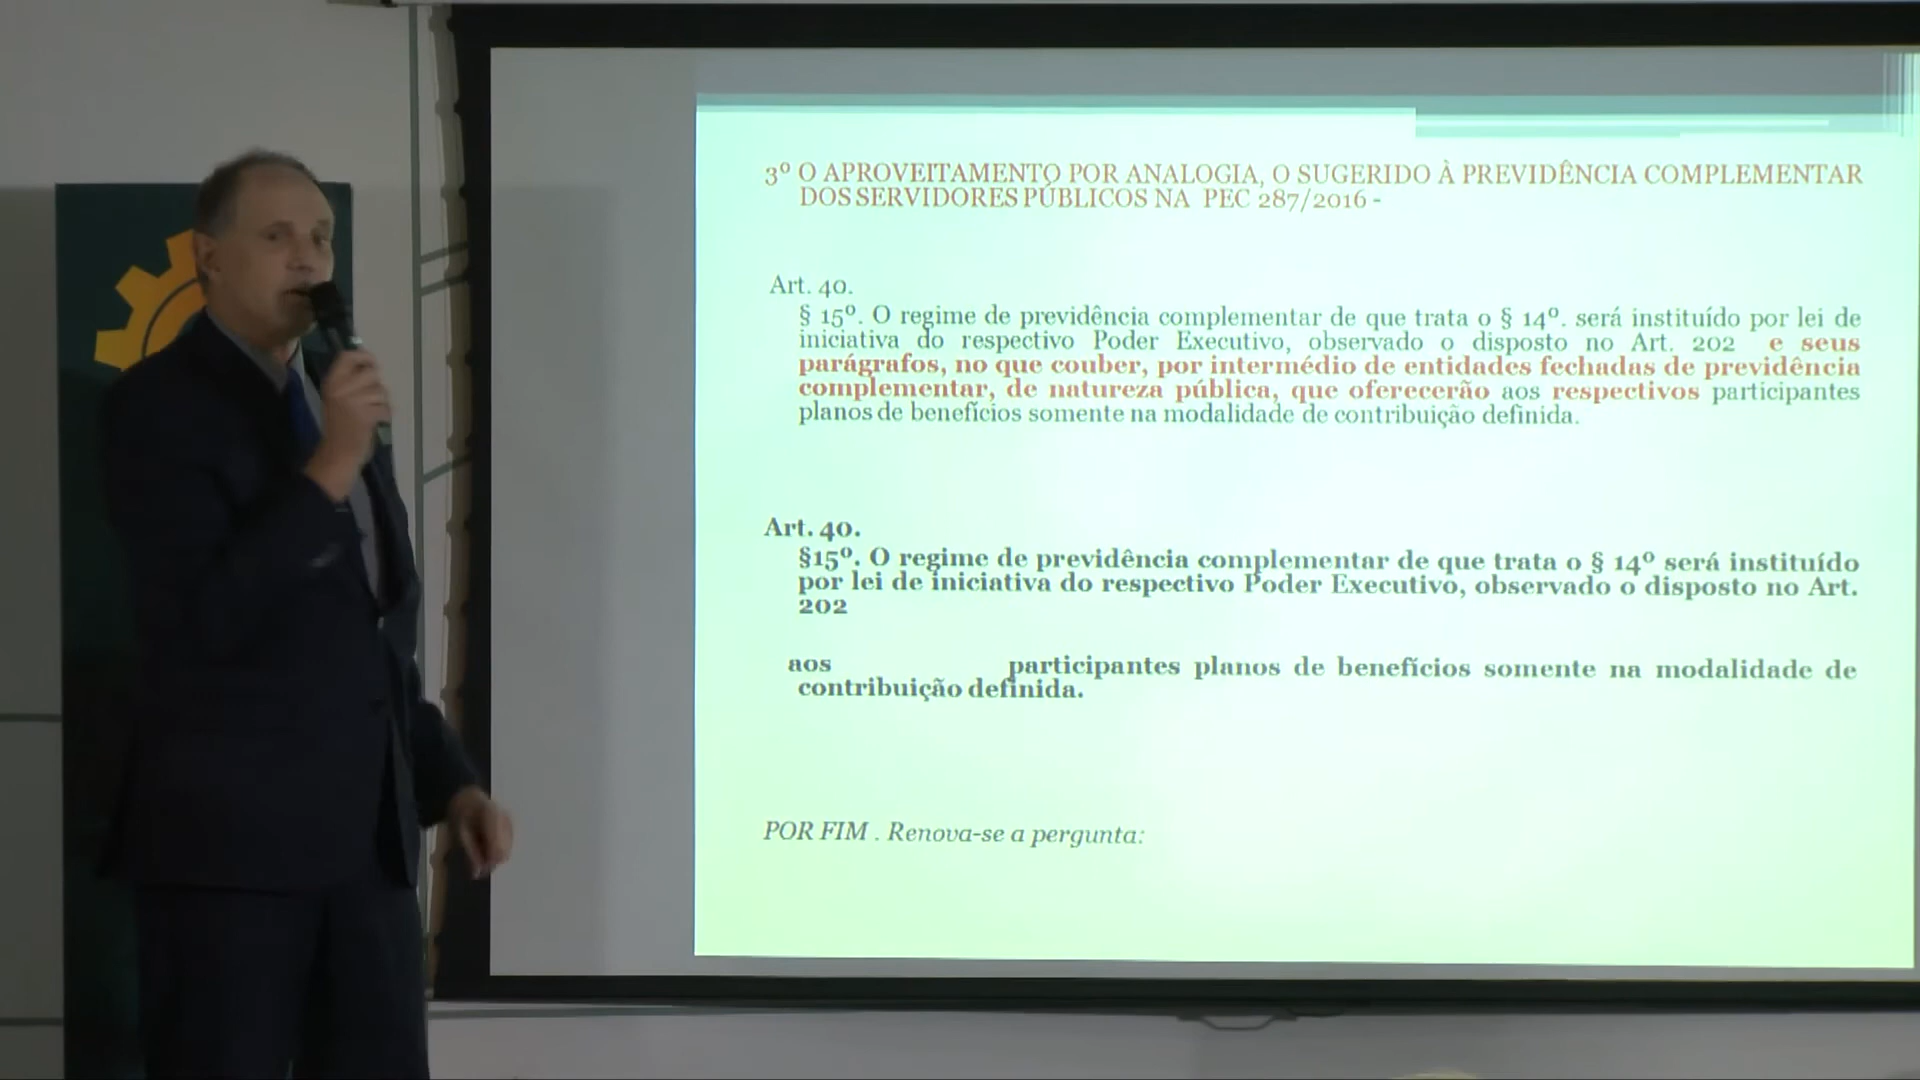 3º O APROVEITAMENTO POR ANALOGIA, O SUGERIDO À PREVIDÊNCIA COMPLEMENTAR
DOS SERVIDORES PÚBLICOS NA PEC 287/2016 -
Art. 40.
§ 15º. O regime de previdência complementar de que trata o § 14º. será instituído por lei de
iniciativa do respectivo Poder Executivo, observado o disposto no Art. 202 e seus
parágrafos, no que couber, por intermédio de entidades fechadas de previdência
complementar, de natureza pública, que oferecerão aos respectivos participantes
planos de benefícios somente na modalidade de contribuição definida.
Art. 40.
§15º. O regime de previdência complementar de que trata o § 14º será instituído
por lei de iniciativa do respectivo Poder Executivo, observado o disposto no Art.
202
aos participantes planos de benefícios somente na modalidade de
contribuição definida.
POR FIM . Renova-se a pergunta: